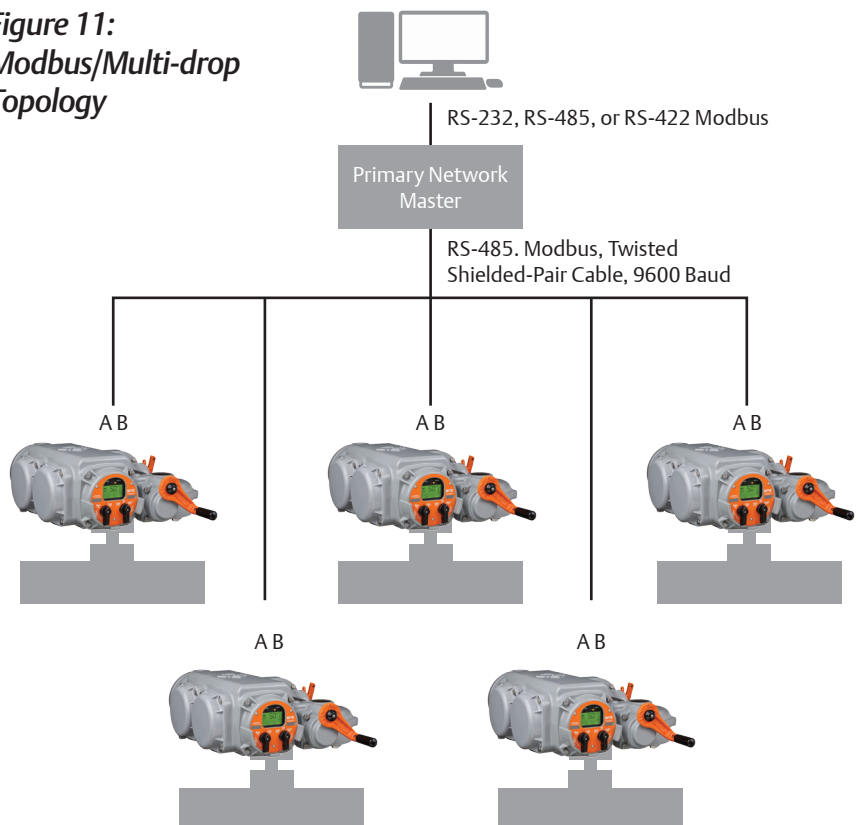 Figure 11:
Modbus/Multi-drop
Topology
RS-232, RS-485, or RS-422 Modbus
Primary Network
Master
RS-485. Modbus, Twisted
Shielded-Pair Cable, 9600 Baud
A B
A B
A B
A B
A B